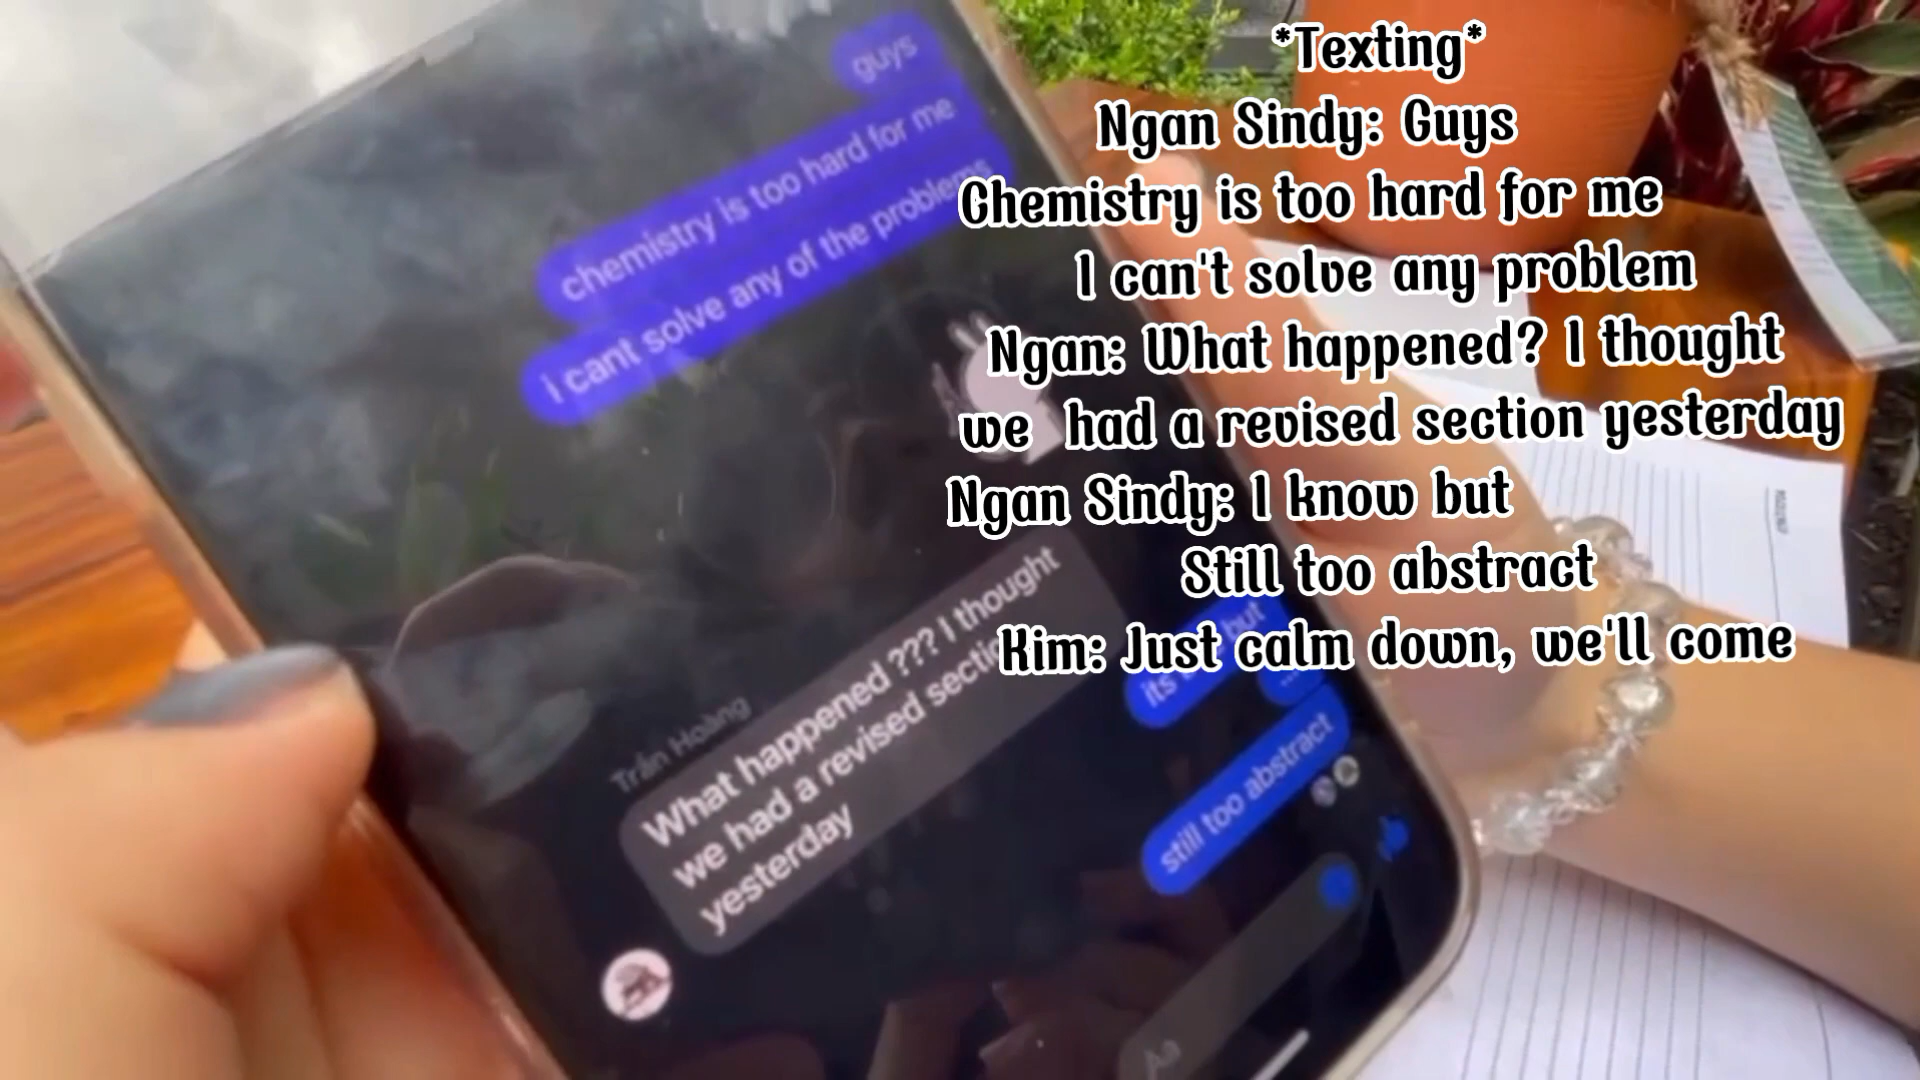 *Texting*
Ngan Sindy: Guys
Chemistry is too hard for me
I can't solve any problem
Ngan: What happened? I thought
we had a revised section yesterday
Ngan Sindy: I know but
Still too abstract
Kim: Just calm down, we'll come
guys
chemistry is too hard for me
i cant solve any of the problems
Trần Hoàng
What happened ??? I thought
we had a revised
yesterday
its but
...
still too abstract
Aa